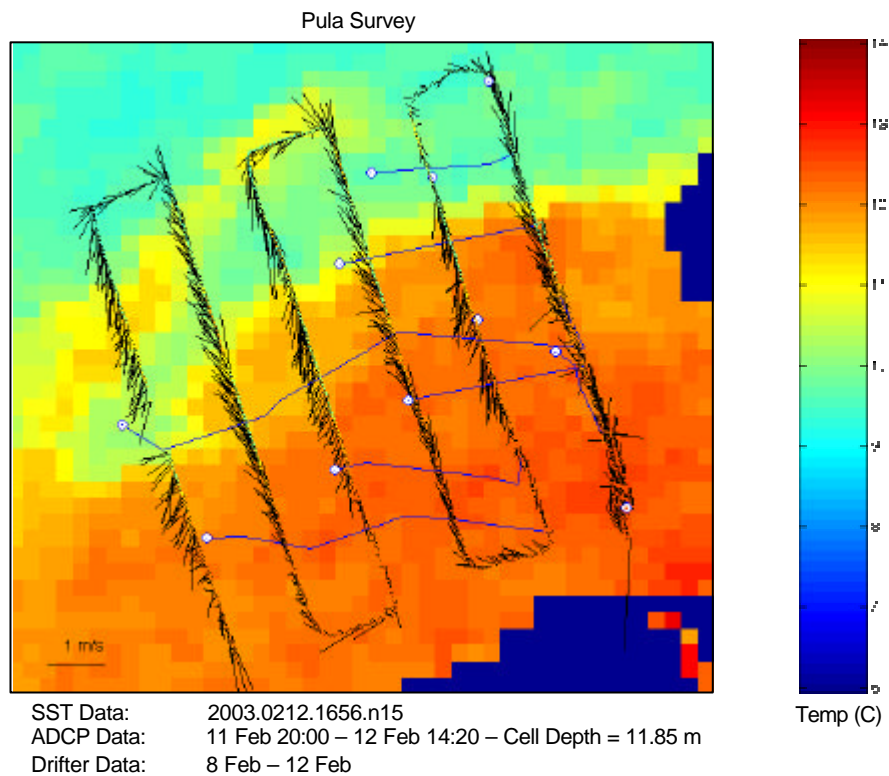 Pula Survey
1 m/s
Temp (C)
SST Data: 2003.0212.1656.n15
ADCP Data: 11 Feb 20:00 – 12 Feb 14:20 – Cell Depth = 11.85 m
Drifter Data: 8 Feb – 12 Feb